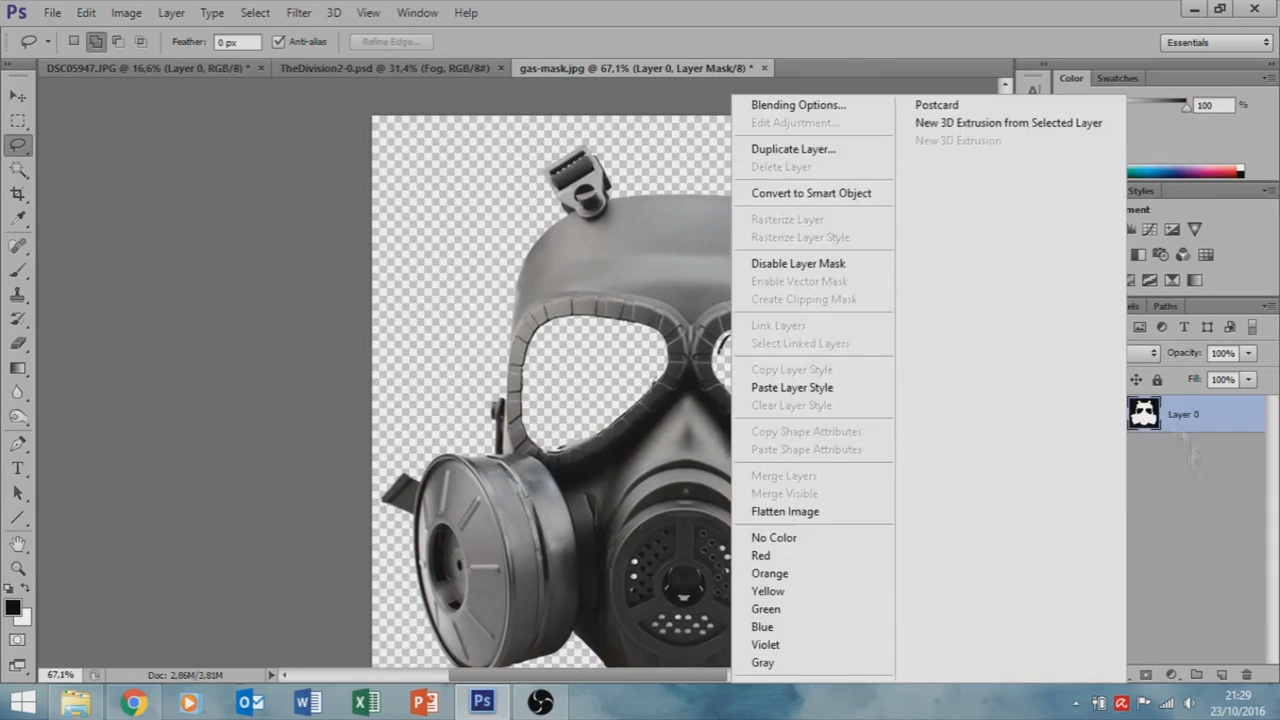 Ps File Edit Image Layer Type Select Filter 3D View Window Help
Feather: 0 px Anti-alias Refine Edge... Essentials
DSC05947.JPG @ 16,6% (Layer 0, RGB/8) * × TheDivision2-0.psd @ 31,4% (Fog, RGB/8#) × gas-mask.jpg @ 67,1% (Layer 0, Layer Mask/8) * ×
Color Swatches
100 %
Blending Options...
Edit Adjustment...
Duplicate Layer...
Delete Layer
Convert to Smart Object
Rasterize Layer
Rasterize Layer Style
Disable Layer Mask
Enable Vector Mask
Create Clipping Mask
Link Layers
Select Linked Layers
Copy Layer Style
Paste Layer Style
Clear Layer Style
Copy Shape Attributes
Paste Shape Attributes
Merge Layers
Merge Visible
Flatten Image
No Color
Red
Orange
Yellow
Green
Blue
Violet
Gray
Postcard
New 3D Extrusion from Selected Layer
New 3D Extrusion
Styles
ment
els Paths
Opacity: 100%
Fill: 100%
Layer 0
67,1% Doc: 2,86M/3,81M
21:29
23/10/2016